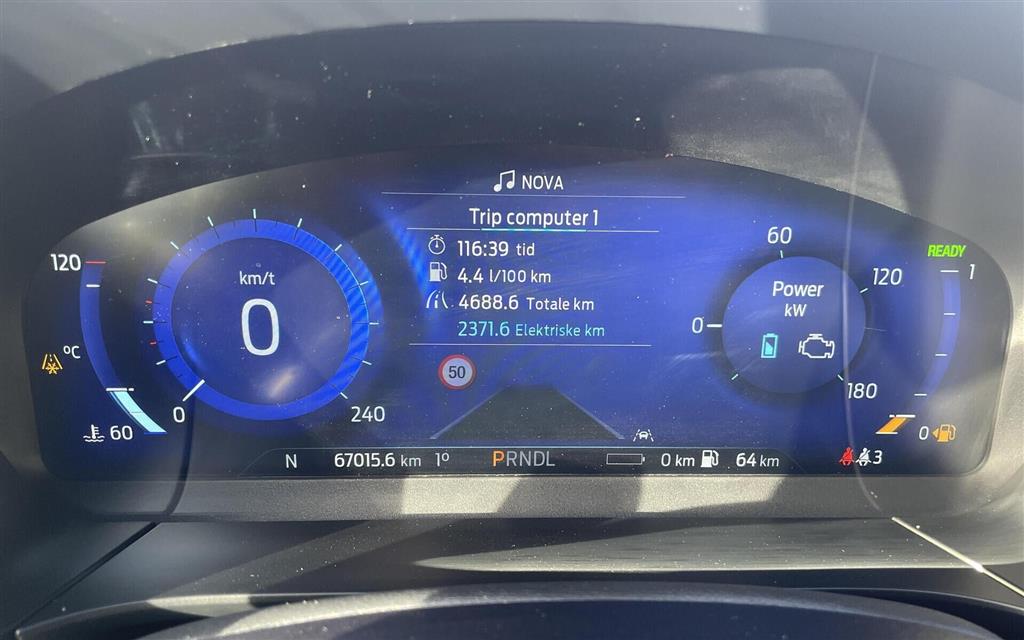 NOVA
Trip computer 1
116:39 tid
4.4 l/100 km
4688.6 Totale km
2371.6 Elektriske km
120
°C
60
km/t
0
0
240
50
60
0
120
180
Power
kW
READY
1
0
N 67015.6 km 1° PRNDL 0 km 64 km 3